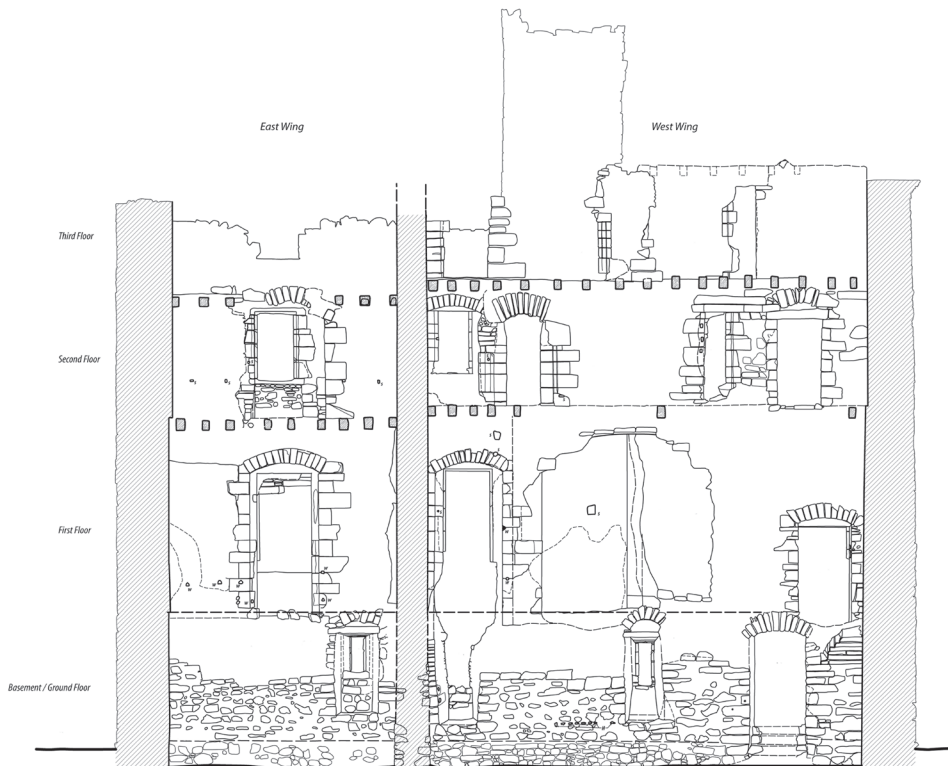 East Wing
West Wing
Third Floor
Second Floor
First Floor
Basement / Ground Floor